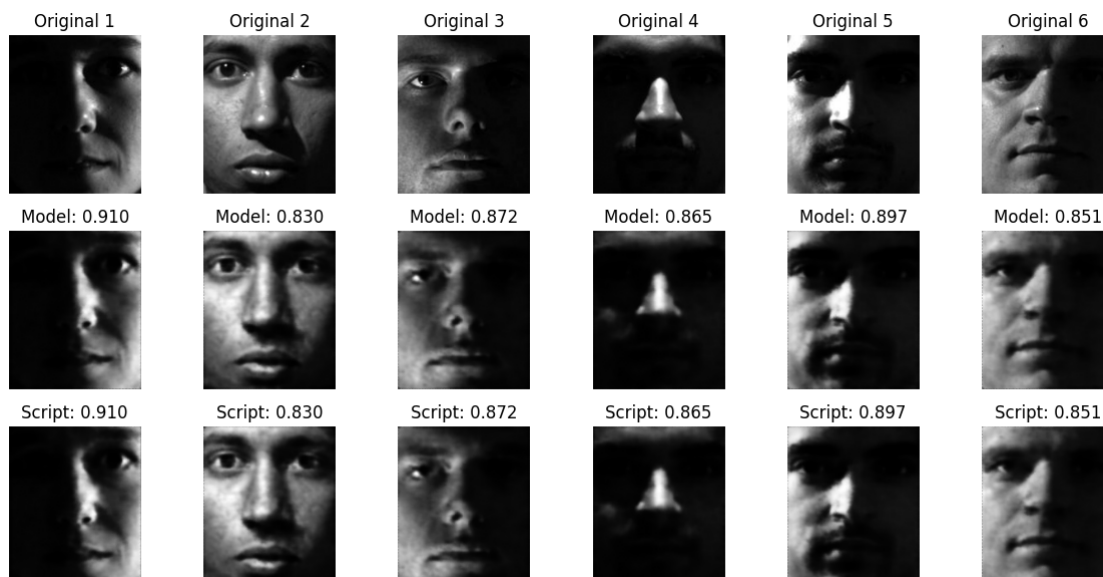 Original 1 Original 2 Original 3 Original 4 Original 5 Original 6
Model: 0.910 Model: 0.830 Model: 0.872 Model: 0.865 Model: 0.897 Model: 0.851
Script: 0.910 Script: 0.830 Script: 0.872 Script: 0.865 Script: 0.897 Script: 0.851